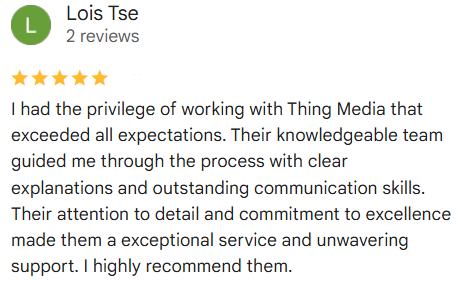 L
Lois Tse
2 reviews
I had the privilege of working with Thing Media that
exceeded all expectations. Their knowledgeable team
guided me through the process with clear
explanations and outstanding communication skills.
Their attention to detail and commitment to excellence
made them a exceptional service and unwavering
support. I highly recommend them.